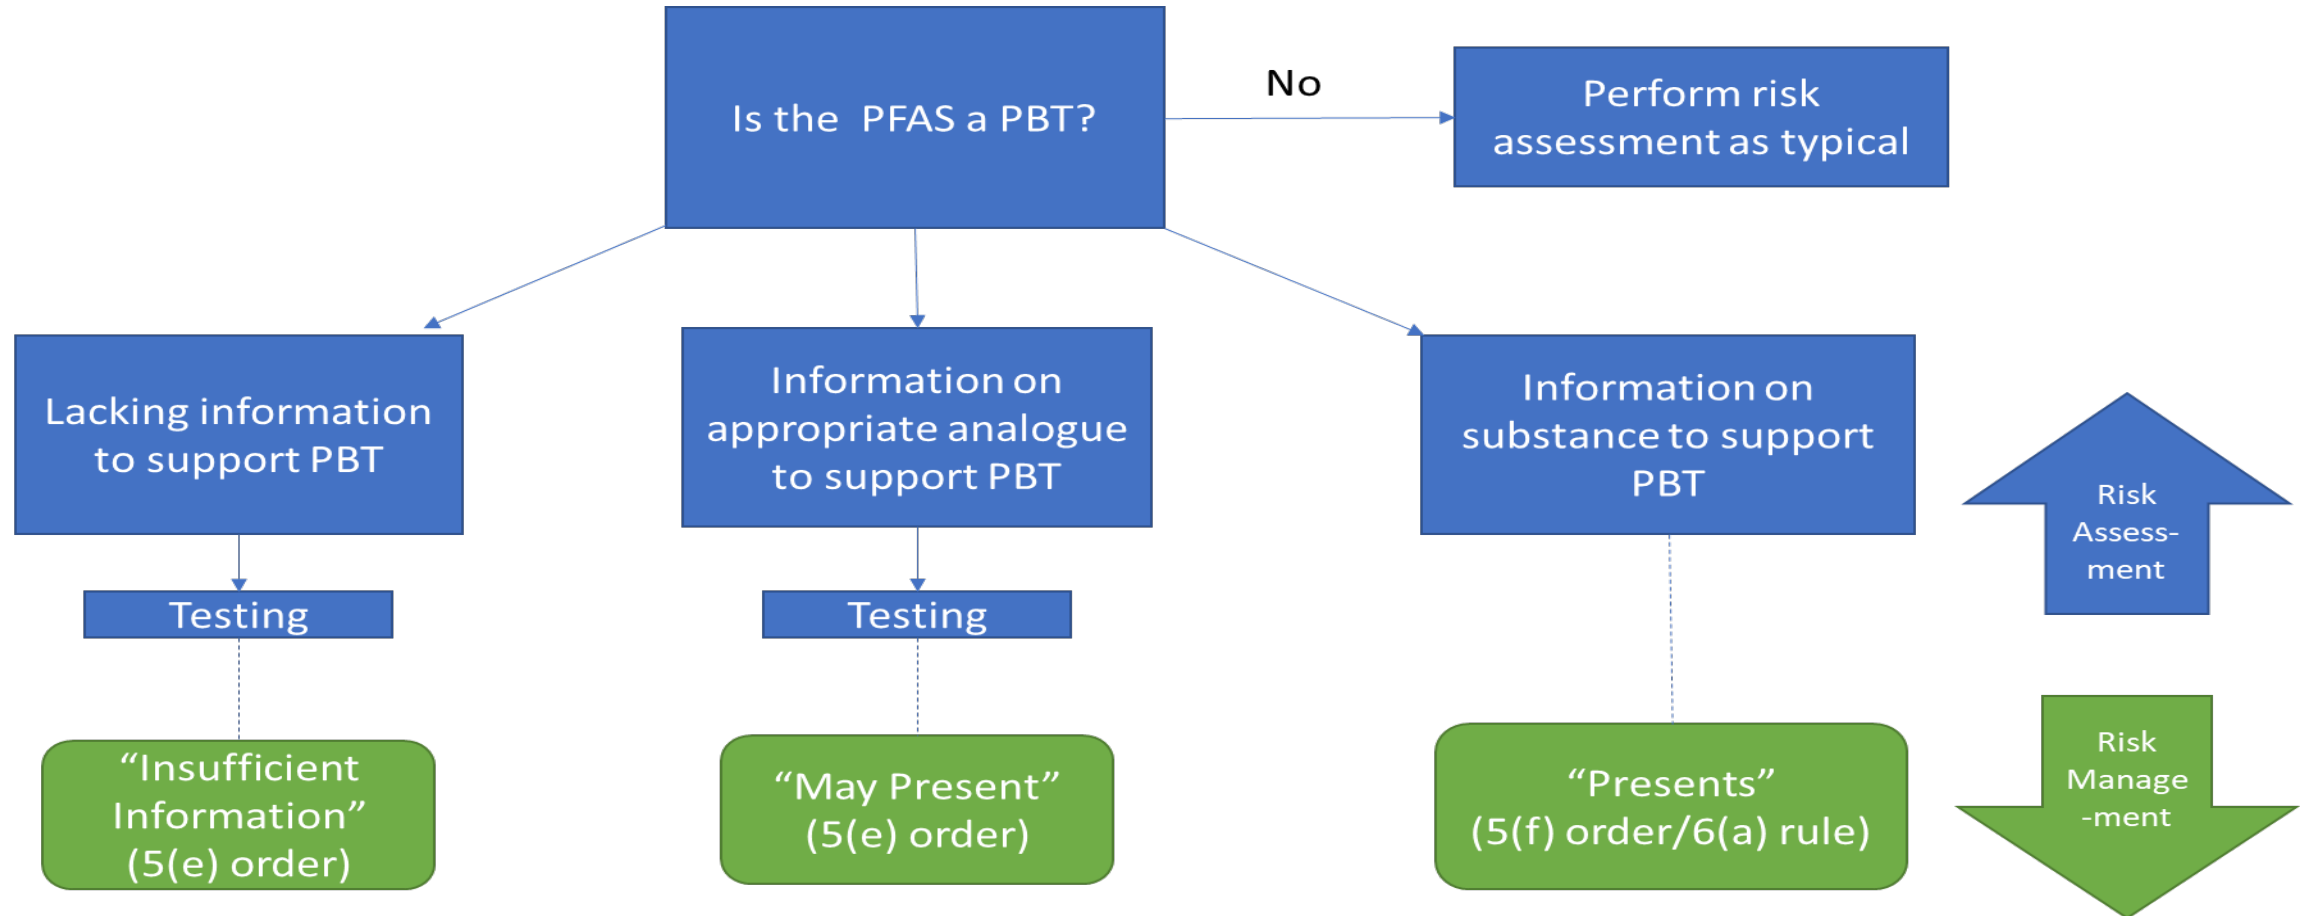 Is the PFAS a PBT?
No
Perform risk
assessment as typical
Lacking information
to support PBT
Information on
appropriate analogue
to support PBT
Information on
substance to support
PBT
Risk
Assess-
ment
Testing
Testing
“Insufficient
Information”
(5(e) order)
“May Present”
(5(e) order)
“Presents”
(5(f) order/6(a) rule)
Risk
Manage
-ment